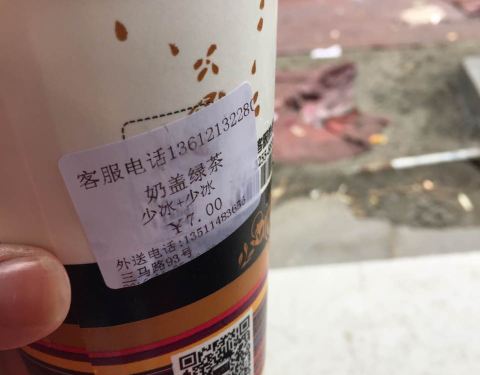 客服电话1361213228
奶盖绿茶
少冰+少冰
￥7.00
外送电话:13511483656
三马路93号